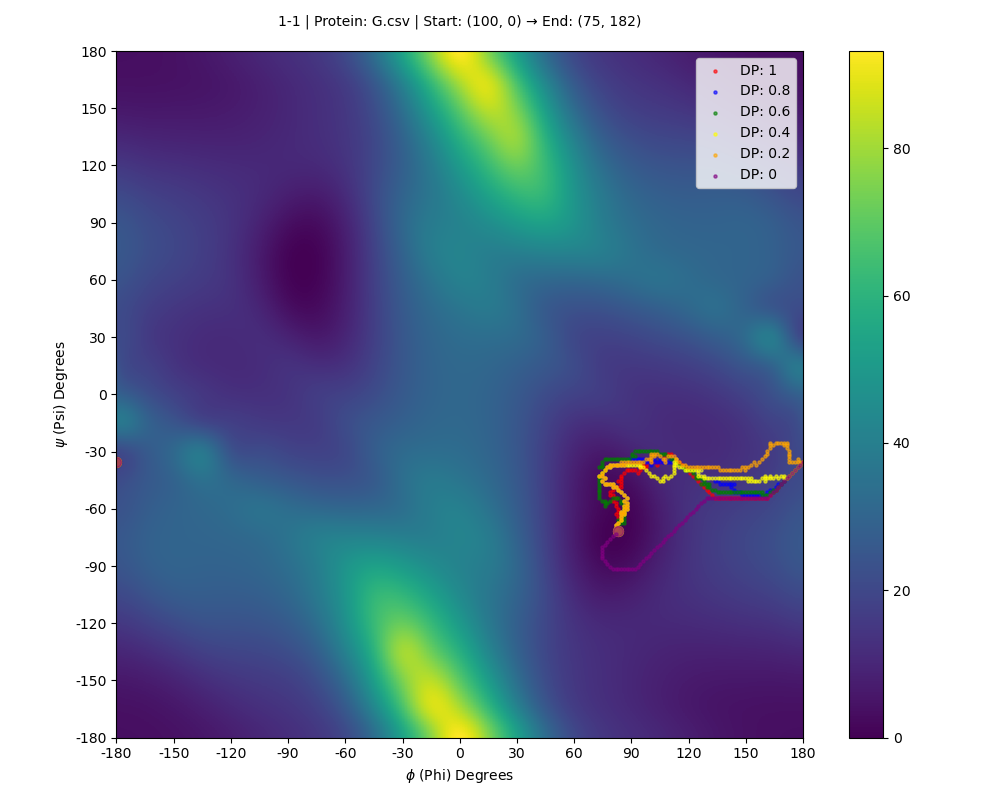 1-1 | Protein: G.csv | Start: (100, 0) → End: (75, 182)
DP: 1
DP: 0.8
DP: 0.6
DP: 0.4
DP: 0.2
DP: 0
180
150
120
90
60
30
0
-30
-60
-90
-120
-150
-180
ψ (Psi) Degrees
-180 -150 -120 -90 -60 -30 0 30 60 90 120 150 180
ϕ (Phi) Degrees
80
60
40
20
0